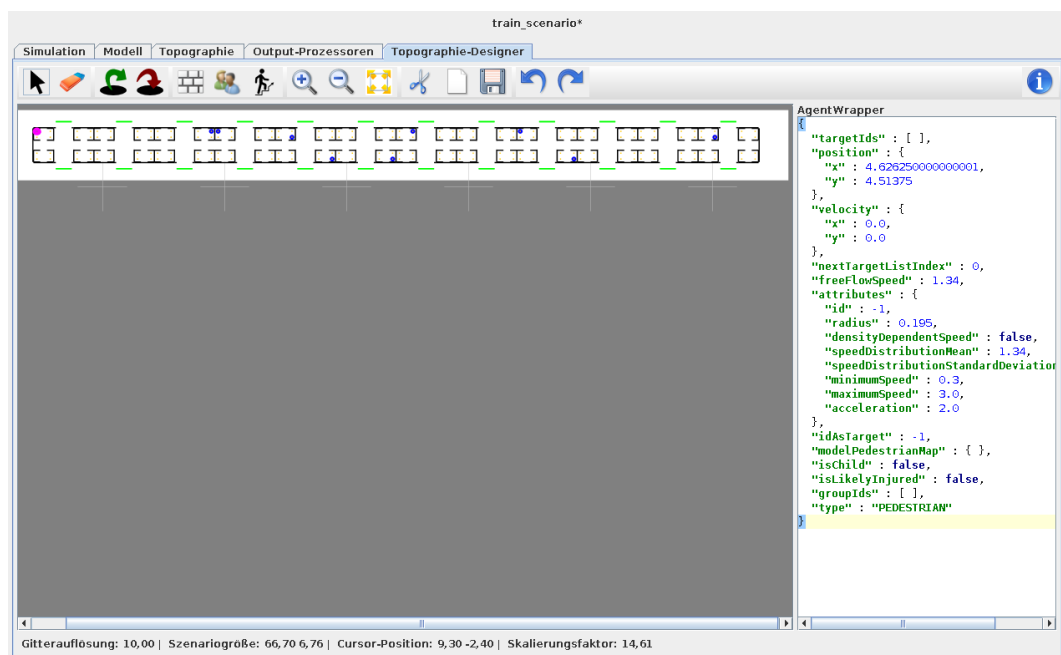 train_scenario*
Simulation Modell Topographie Output-Prozessoren Topographie-Designer
AgentWrapper
{
"targetIds" : [ ],
"position" : {
"x" : 4.626250000000001,
"y" : 4.51375
},
"velocity" : {
"x" : 0.0,
"y" : 0.0
},
"nextTargetListIndex" : 0,
"freeFlowSpeed" : 1.34,
"attributes" : {
"id" : -1,
"radius" : 0.195,
"densityDependentSpeed" : false,
"speedDistributionMean" : 1.34,
"speedDistributionStandardDeviation
"minimumSpeed" : 0.3,
"maximumSpeed" : 3.0,
"acceleration" : 2.0
},
"idAsTarget" : -1,
"modelPedestrianMap" : { },
"isChild" : false,
"isLikelyInjured" : false,
"groupIds" : [ ],
"type" : "PEDESTRIAN"
}
Gitterauflösung: 10,00 | Szenariogröße: 66,70 6,76 | Cursor-Position: 9,30 -2,40 | Skalierungsfaktor: 14,61